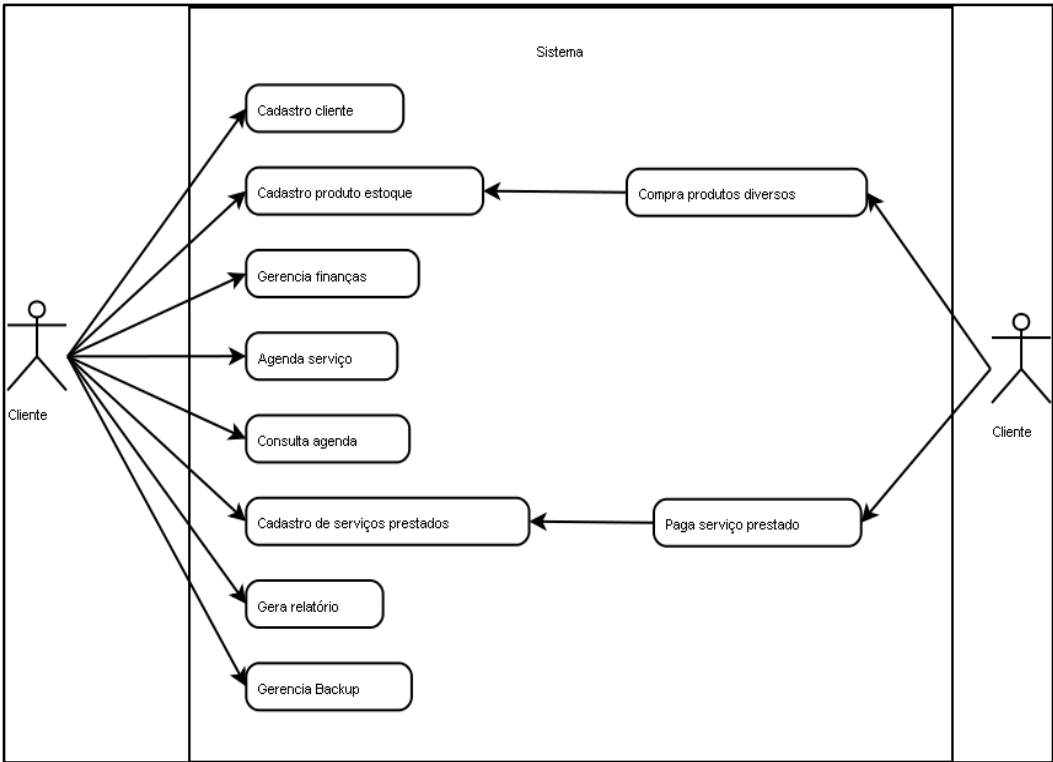 Sistema
Cadastro cliente
Cadastro produto estoque
Compra produtos diversos
Gerencia finanças
Agenda serviço
Cliente
Consulta agenda
Cliente
Cadastro de serviços prestados
Paga serviço prestado
Gera relatório
Gerencia Backup